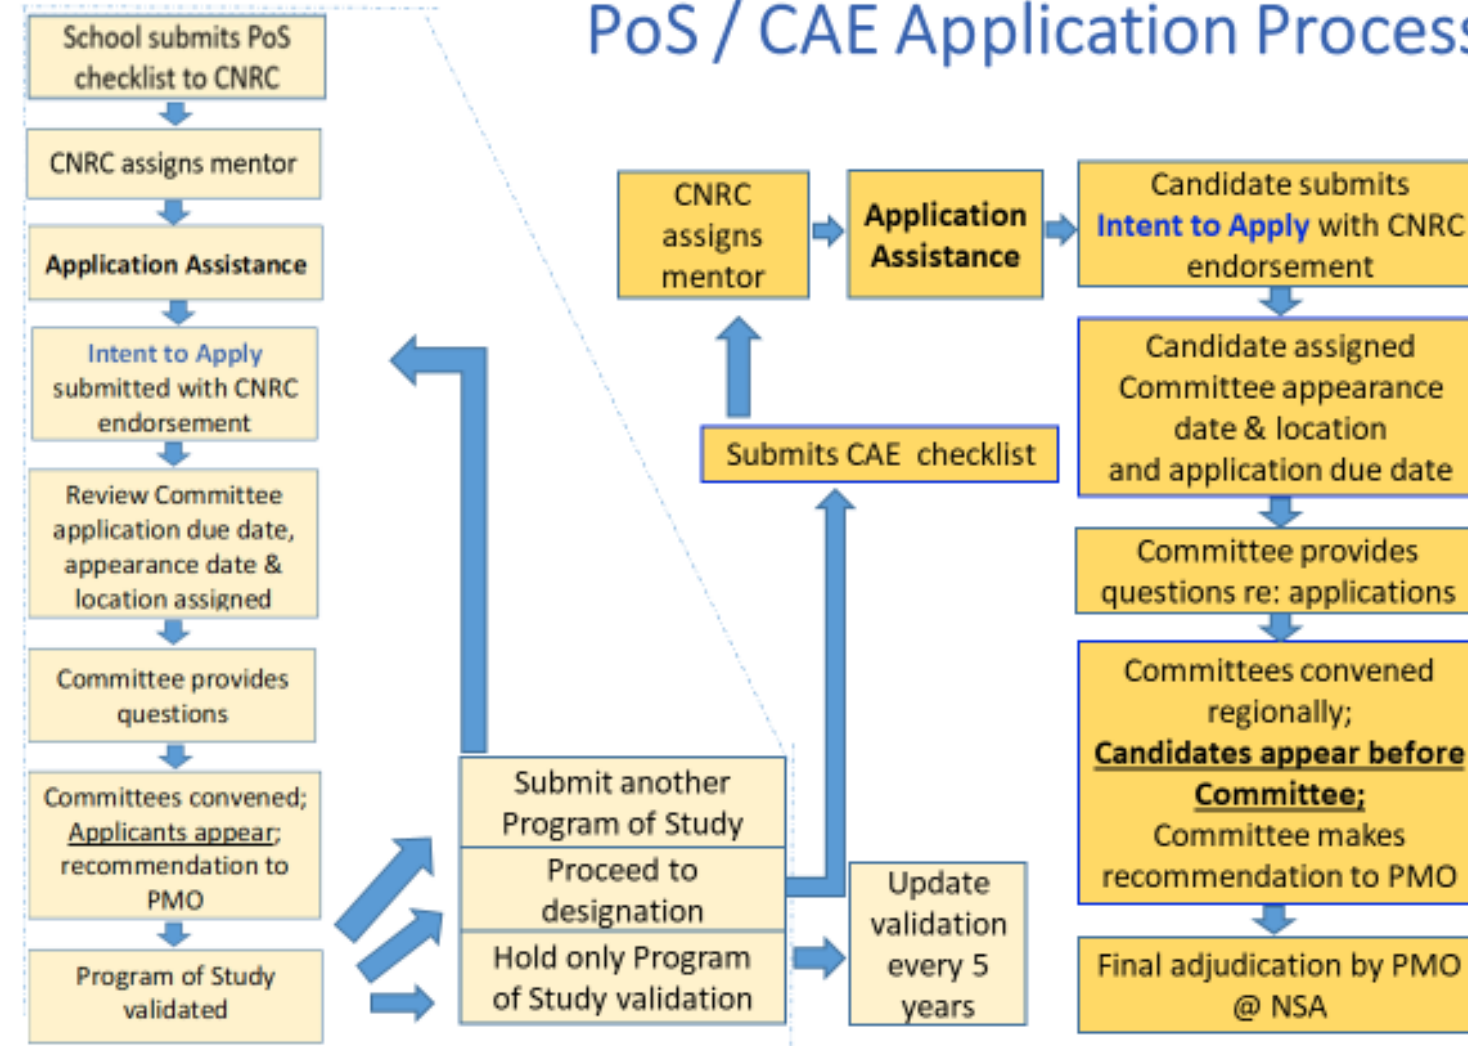 PoS / CAE Application Process
School submits PoS
checklist to CNRC
CNRC assigns mentor
Application Assistance
Intent to Apply
submitted with CNRC
endorsement
Review Committee
application due date,
appearance date &
location assigned
Committee provides
questions
Committees convened;
Applicants appear;
recommendation to
PMO
Program of Study
validated
Submit another
Program of Study
Proceed to
designation
Hold only Program
of Study validation
Update
validation
every 5
years
Submits CAE checklist
CNRC
assigns
mentor
Application
Assistance
Candidate submits
Intent to Apply with CNRC
endorsement
Candidate assigned
Committee appearance
date & location
and application due date
Committee provides
questions re: applications
Committees convened
regionally;
Candidates appear before
Committee;
Committee makes
recommendation to PMO
Final adjudication by PMO
@ NSA